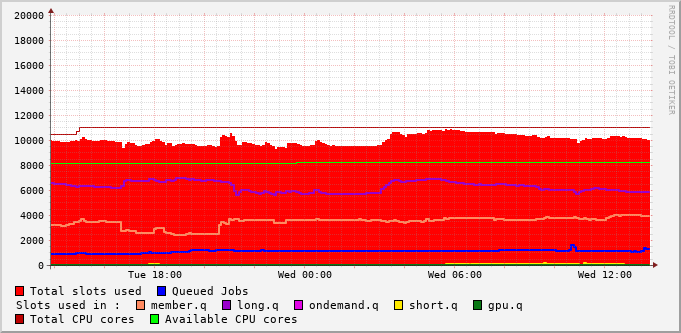 20000
18000
16000
14000
12000
10000
8000
6000
4000
2000
0
Tue 18:00 Wed 00:00 Wed 06:00 Wed 12:00
Total slots used Queued Jobs
Slots used in : member.q long.q ondemand.q short.q gpu.q
Total CPU cores Available CPU cores
RRDTOOL / TOBI OETIKER